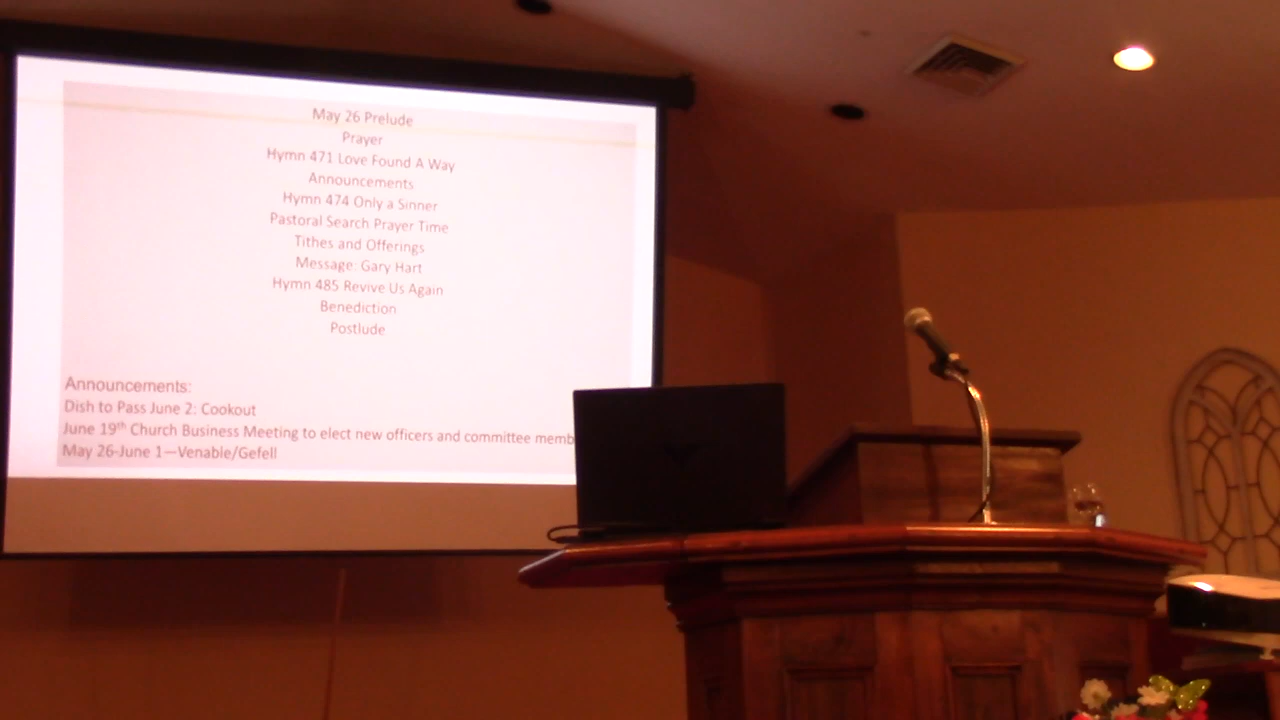 May 26 Prelude
Prayer
Hymn 471 Love Found A Way
Announcements
Hymn 474 Only a Sinner
Pastoral Search Prayer Time
Tithes and Offerings
Message: Gary Hart
Hymn 485 Revive Us Again
Benediction
Postlude
Announcements:
Dish to Pass June 2: Cookout
June 19th Church Business Meeting to elect new officers and committee memb
May 26-June 1—Venable/Gefell